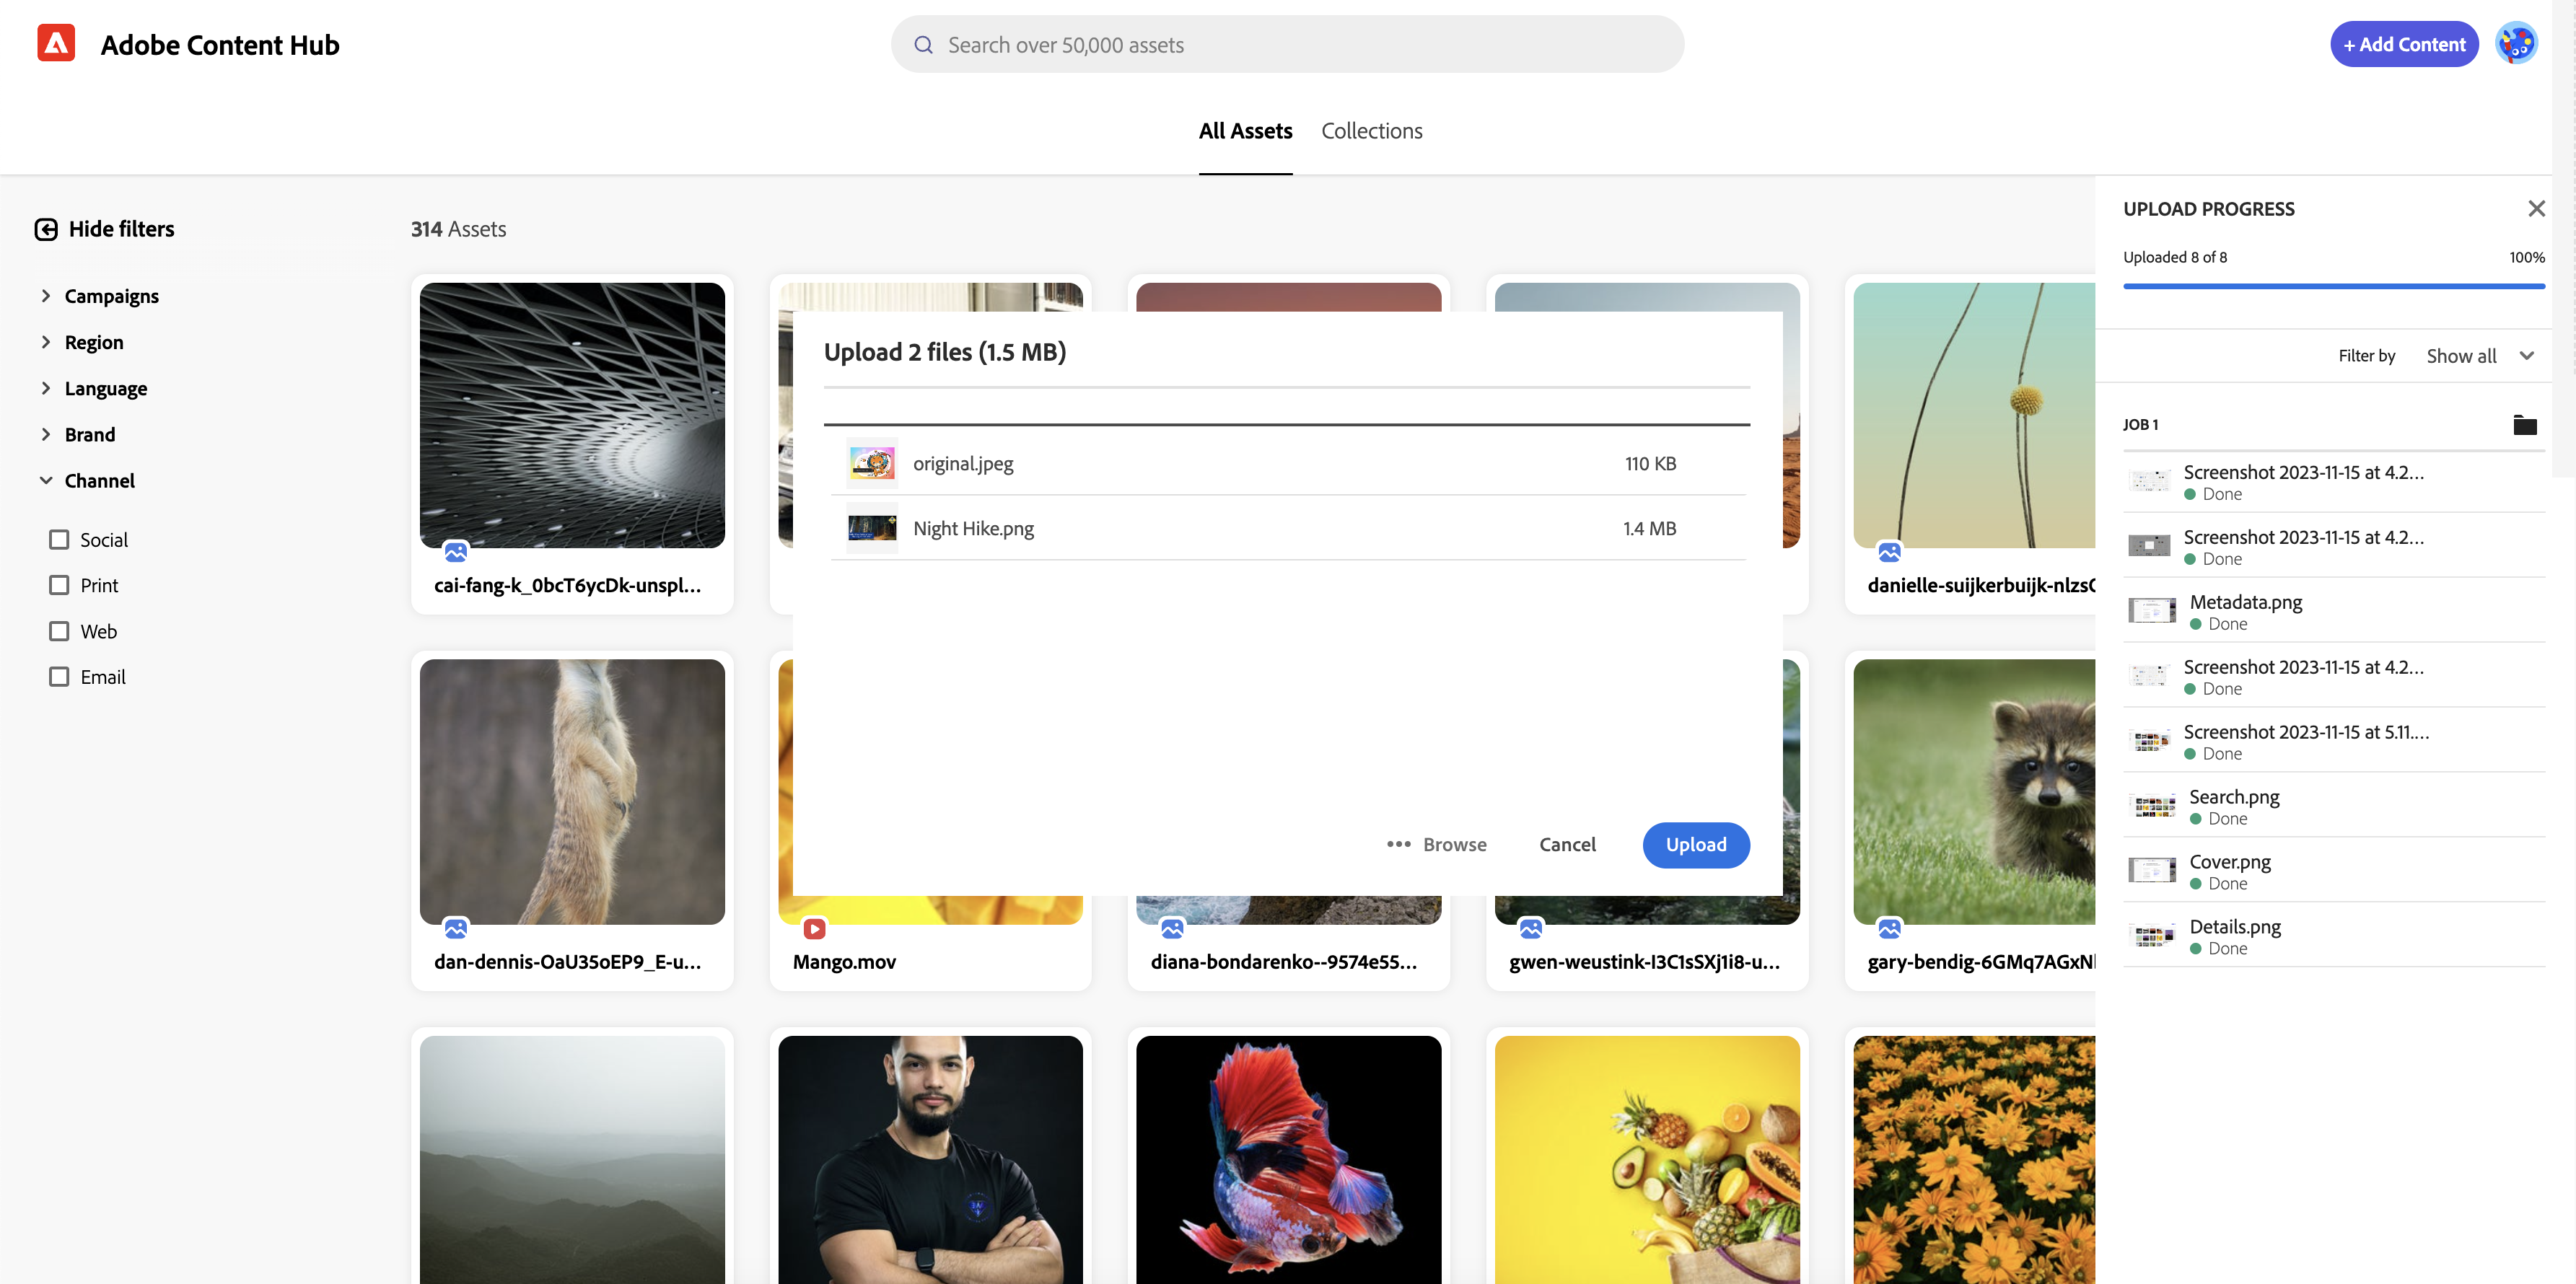 Adobe Content Hub
Search over 50,000 assets
+ Add Content
All Assets
Collections
Hide filters
Campaigns
Region
Language
Brand
Channel
Social
Print
Web
Email
314 Assets
cai-fang-k_0bcT6ycDk-unspl...
danielle-suijkerbuijk-nlzsC
dan-dennis-OaU35oEP9_E-u...
Mango.mov
diana-bondarenko--9574e55...
gwen-weustink-I3C1sSXj1i8-u...
gary-bendig-6GMq7AGxN
Upload 2 files (1.5 MB)
original.jpeg
110 KB
Night Hike.png
1.4 MB
Browse
Cancel
Upload
UPLOAD PROGRESS
Uploaded 8 of 8
100%
Filter by
Show all
JOB 1
Screenshot 2023-11-15 at 4.2...
Done
Screenshot 2023-11-15 at 4.2...
Done
Metadata.png
Done
Screenshot 2023-11-15 at 4.2...
Done
Screenshot 2023-11-15 at 5.11....
Done
Search.png
Done
Cover.png
Done
Details.png
Done